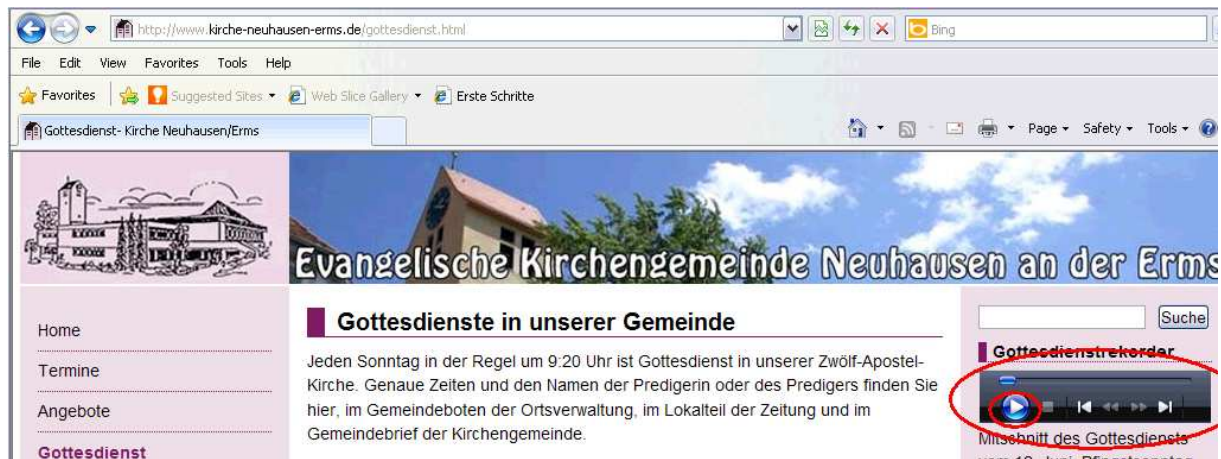 http://www.kirche-neuhausen-erms.de/gottesdienst.html
Bing
File Edit View Favorites Tools Help
Favorites Suggested Sites Web Slice Gallery Erste Schritte
Gottesdienst- Kirche Neuhausen/Erms
Page Safety Tools
Evangelische Kirchengemeinde Neuhausen an der Erms
Home
Termine
Angebote
Gottesdienst
Gottesdienste in unserer Gemeinde
Jeden Sonntag in der Regel um 9:20 Uhr ist Gottesdienst in unserer Zwölf-Apostel-
Kirche. Genaue Zeiten und den Namen der Predigerin oder des Predigers finden Sie
hier, im Gemeindeboten der Ortsverwaltung, im Lokalteil der Zeitung und im
Gemeindebrief der Kirchengemeinde.
Suche
Gottesdienstrekorder
Mitschnitt des Gottesdiensts
vom Juni, Pfingstsonntag